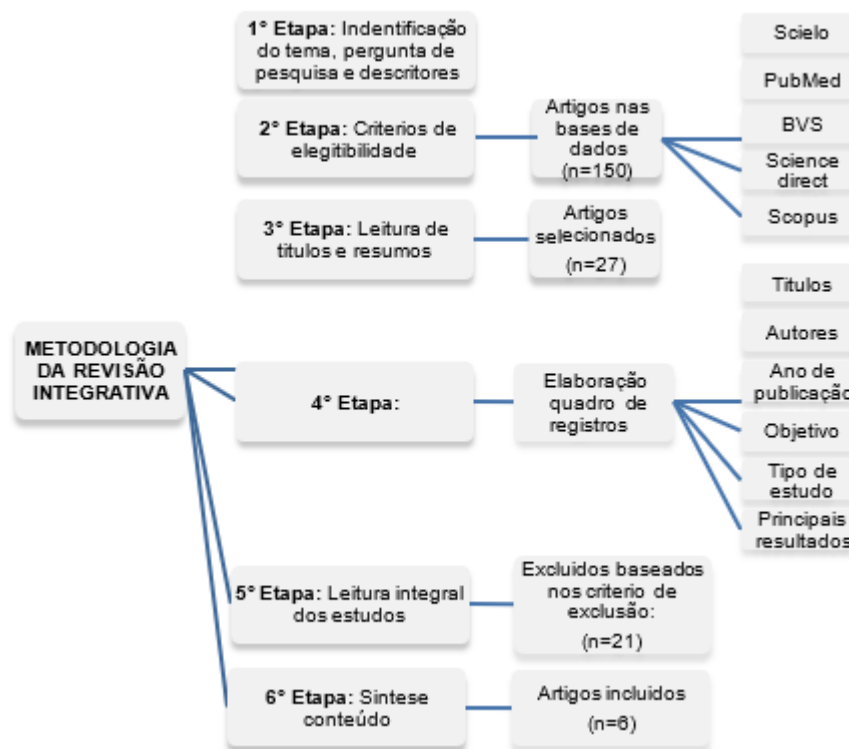 1° Etapa: Indentificação
do tema, pergunta de
pesquisa e descritores
2° Etapa: Criterios de
elegitibilidade
Artigos nas
bases de
dados
(n=150)
Scielo
PubMed
BVS
Science
direct
Scopus
3° Etapa: Leitura de
titulos e resumos
Artigos
selecionados
(n=27)
METODOLOGIA
DA REVISÃO
INTEGRATIVA
4° Etapa:
Elaboração
quadro de
registros
Titulos
Autores
Ano de
publicação
Objetivo
Tipo de
estudo
Principais
resultados
5° Etapa: Leitura integral
dos estudos
Excluidos baseados
nos criterio de
exclusão:
(n=21)
6° Etapa: Sintese
conteúdo
Artigos incluidos
(n=6)